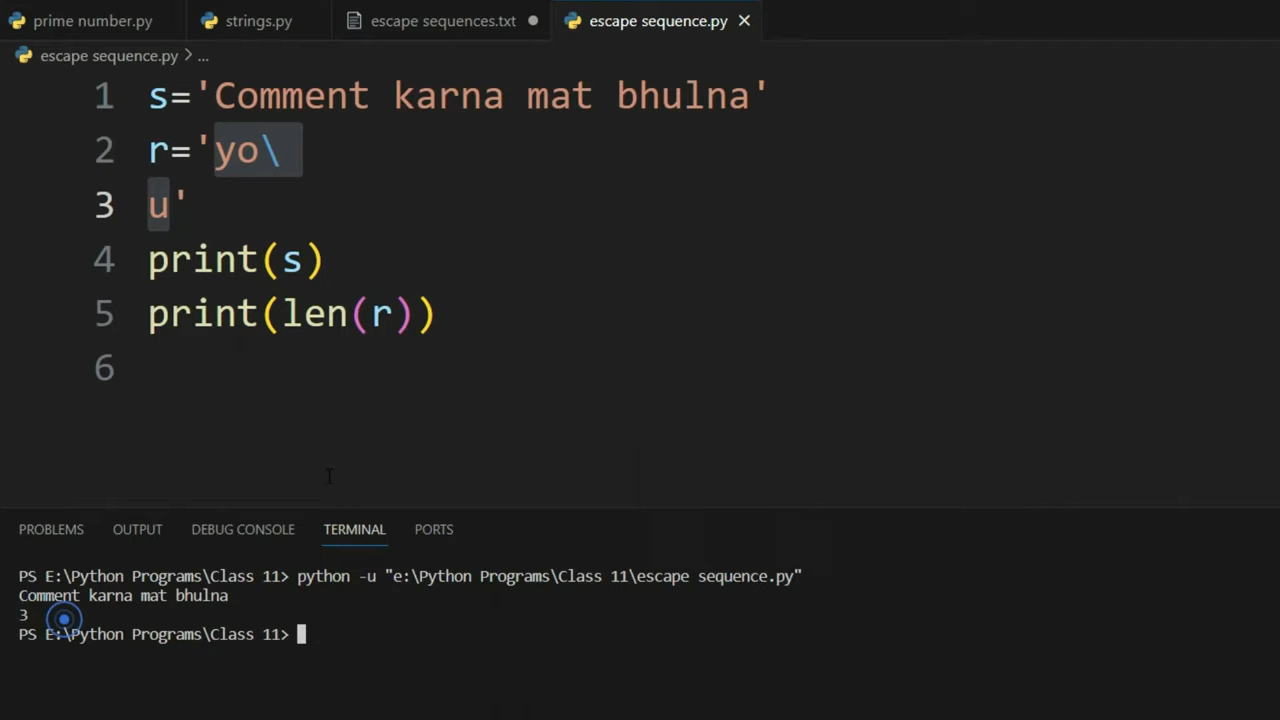 prime number.py strings.py escape sequences.txt escape sequence.py
escape sequence.py > ...
1 s='Comment karna mat bhulna'
2 r='yo\
3 u'
4 print(s)
5 print(len(r))
6
PROBLEMS OUTPUT DEBUG CONSOLE TERMINAL PORTS
PS E:\Python Programs\Class 11> python -u "e:\Python Programs\Class 11\escape sequence.py"
Comment karna mat bhulna
3
PS E:\Python Programs\Class 11>